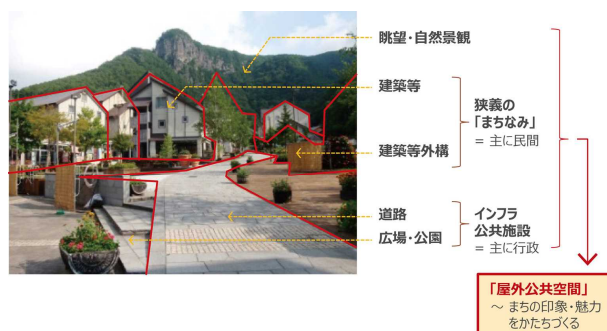 眺望・自然景観
建築等
狭義の
「まちなみ」
= 主に民間
建築等外構
道路
広場・公園
インフラ
公共施設
= 主に行政
「屋外公共空間」
～ まちの印象・魅力
をかたちづくる